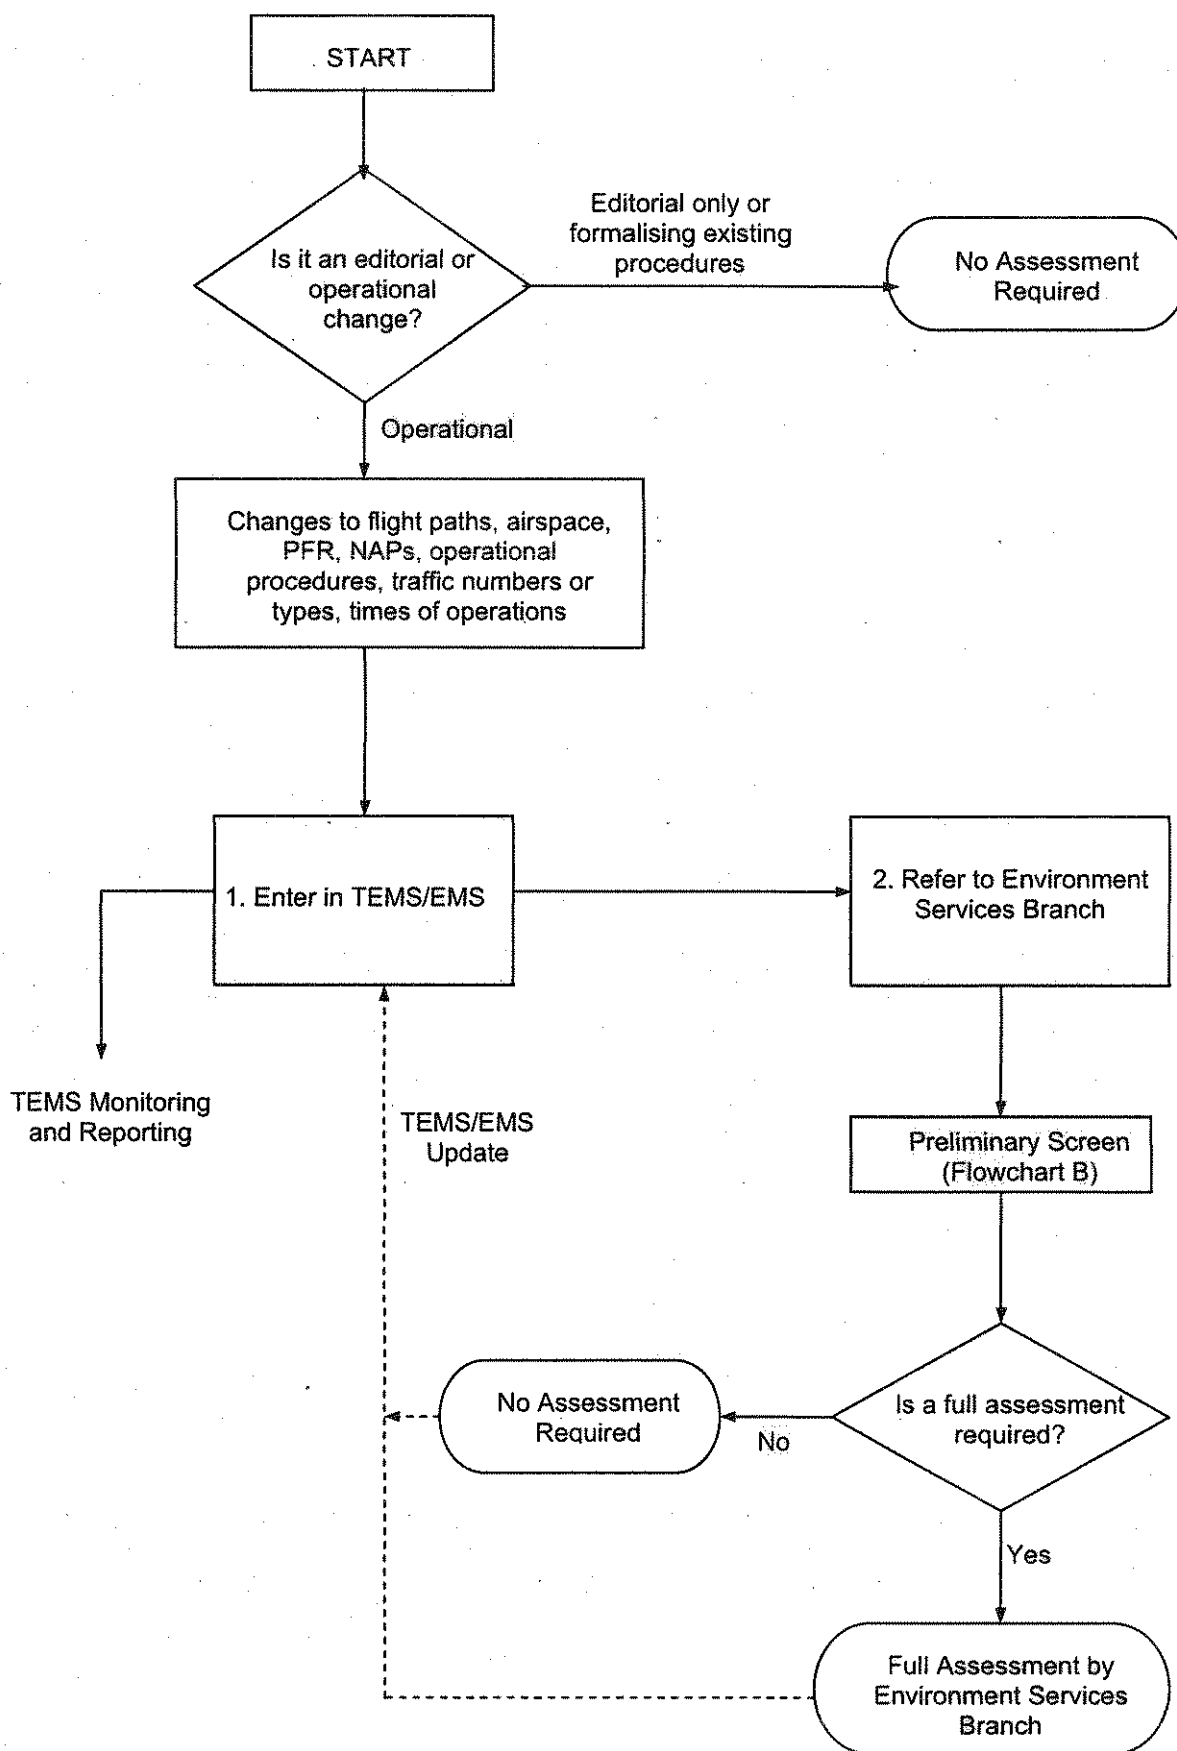 START
Is it an editorial or
operational
change?
Editorial only or
formalising existing
procedures
No Assessment
Required
Operational
Changes to flight paths, airspace,
PFR, NAPs, operational
procedures, traffic numbers or
types, times of operations
1. Enter in TEMS/EMS
2. Refer to Environment
Services Branch
TEMS Monitoring
and Reporting
TEMS/EMS
Update
Preliminary Screen
(Flowchart B)
Is a full assessment
required?
No
No Assessment
Required
Yes
Full Assessment by
Environment Services
Branch